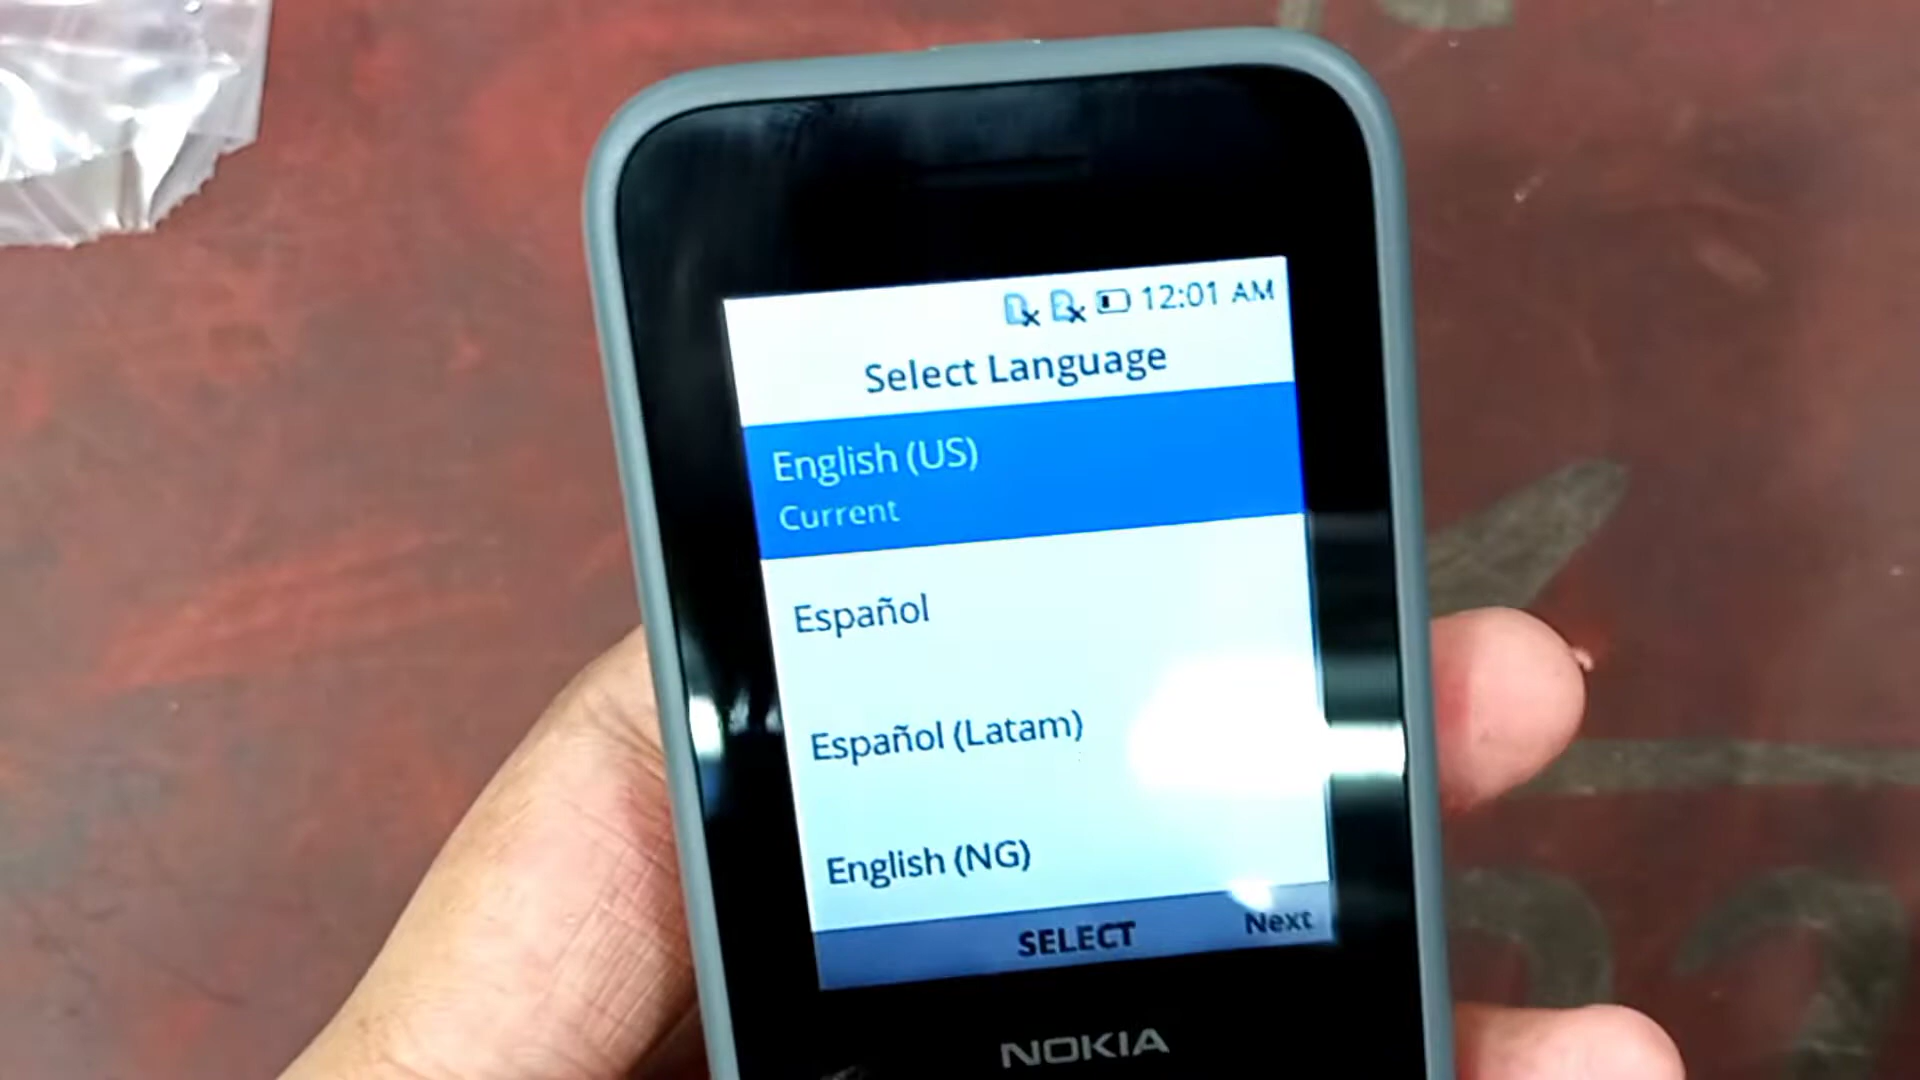 12:01 AM
Select Language
English (US)
Current
Español
Español (Latam)
English (NG)
SELECT Next
NOKIA